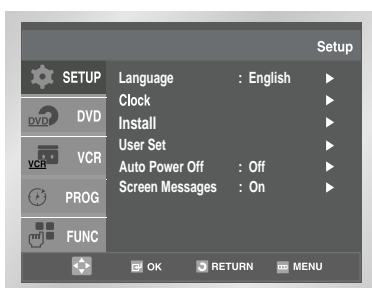 Setup
SETUP
DVD
DVD
VCR
VCR
PROG
FUNC
Language : English
Clock
Install
User Set
Auto Power Off : Off
Screen Messages : On
OK RETURN MENU